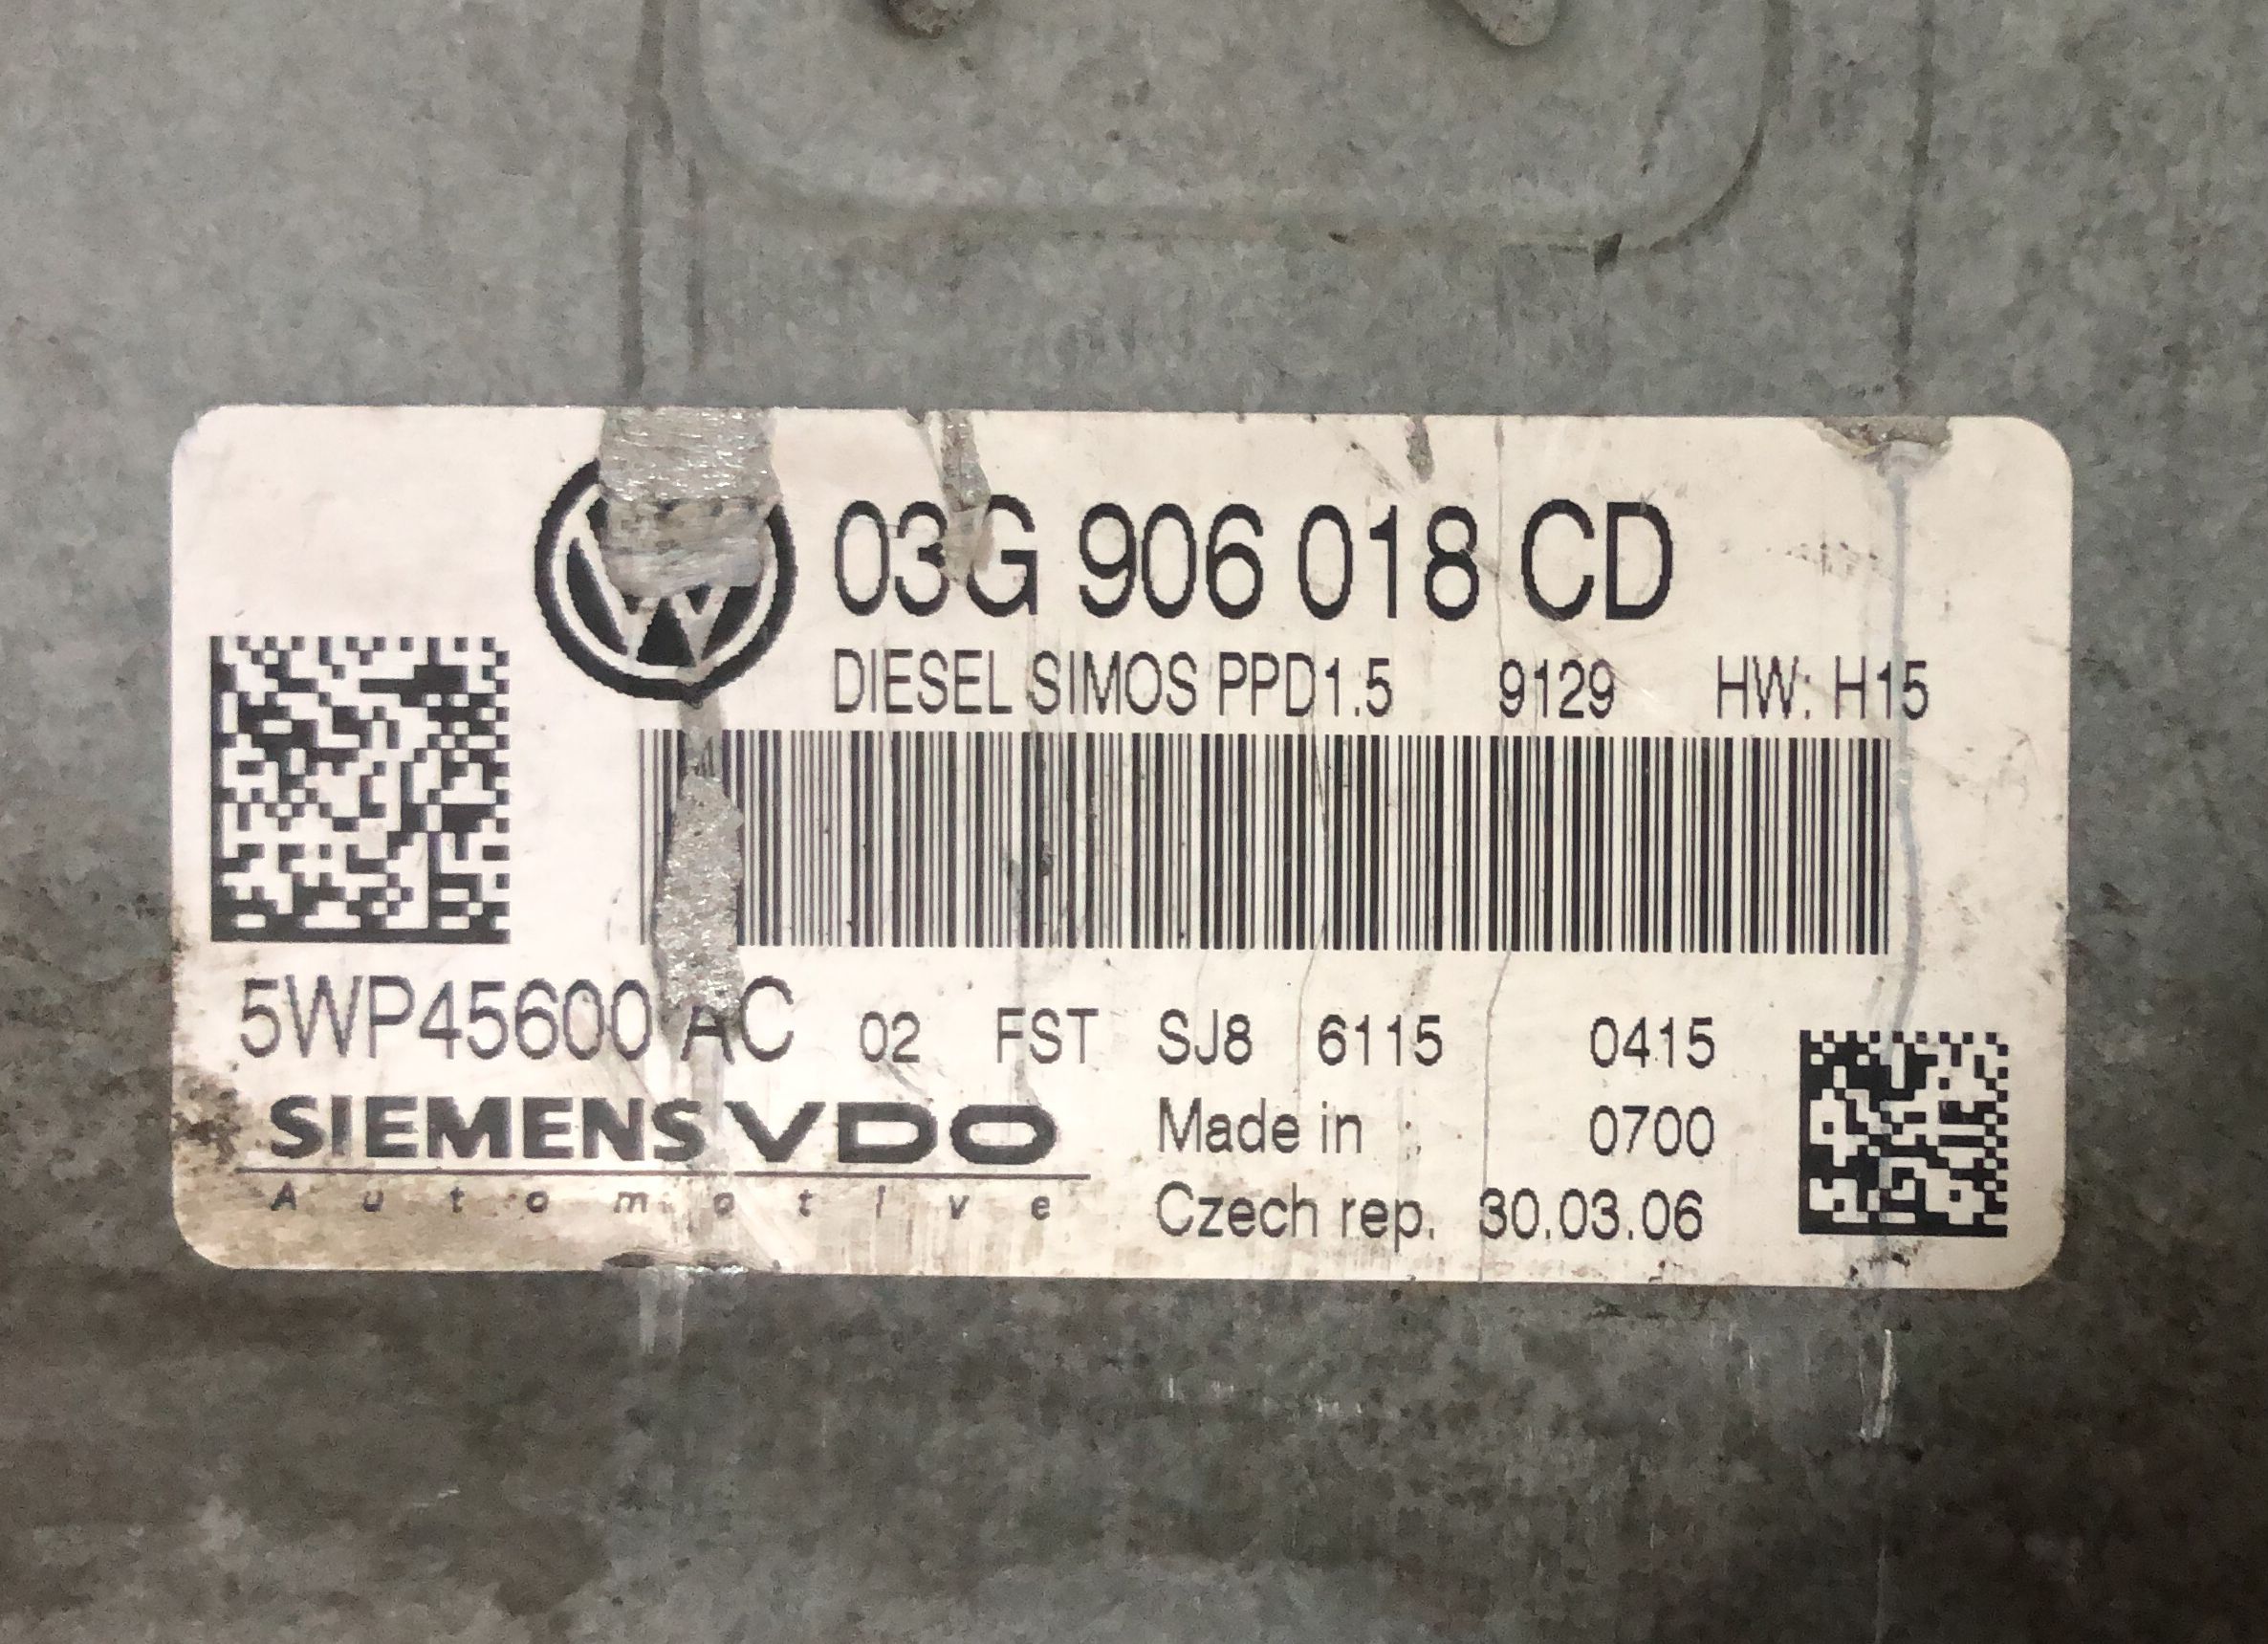 03G 906 018 CD
DIESEL SIMOS PPD1.5 9129 HW: H15
5WP45600 AC 02 FST SJ8 6115 0415
SIEMENS VDO Made in : 0700
Automotive Czech rep. 30.03.06